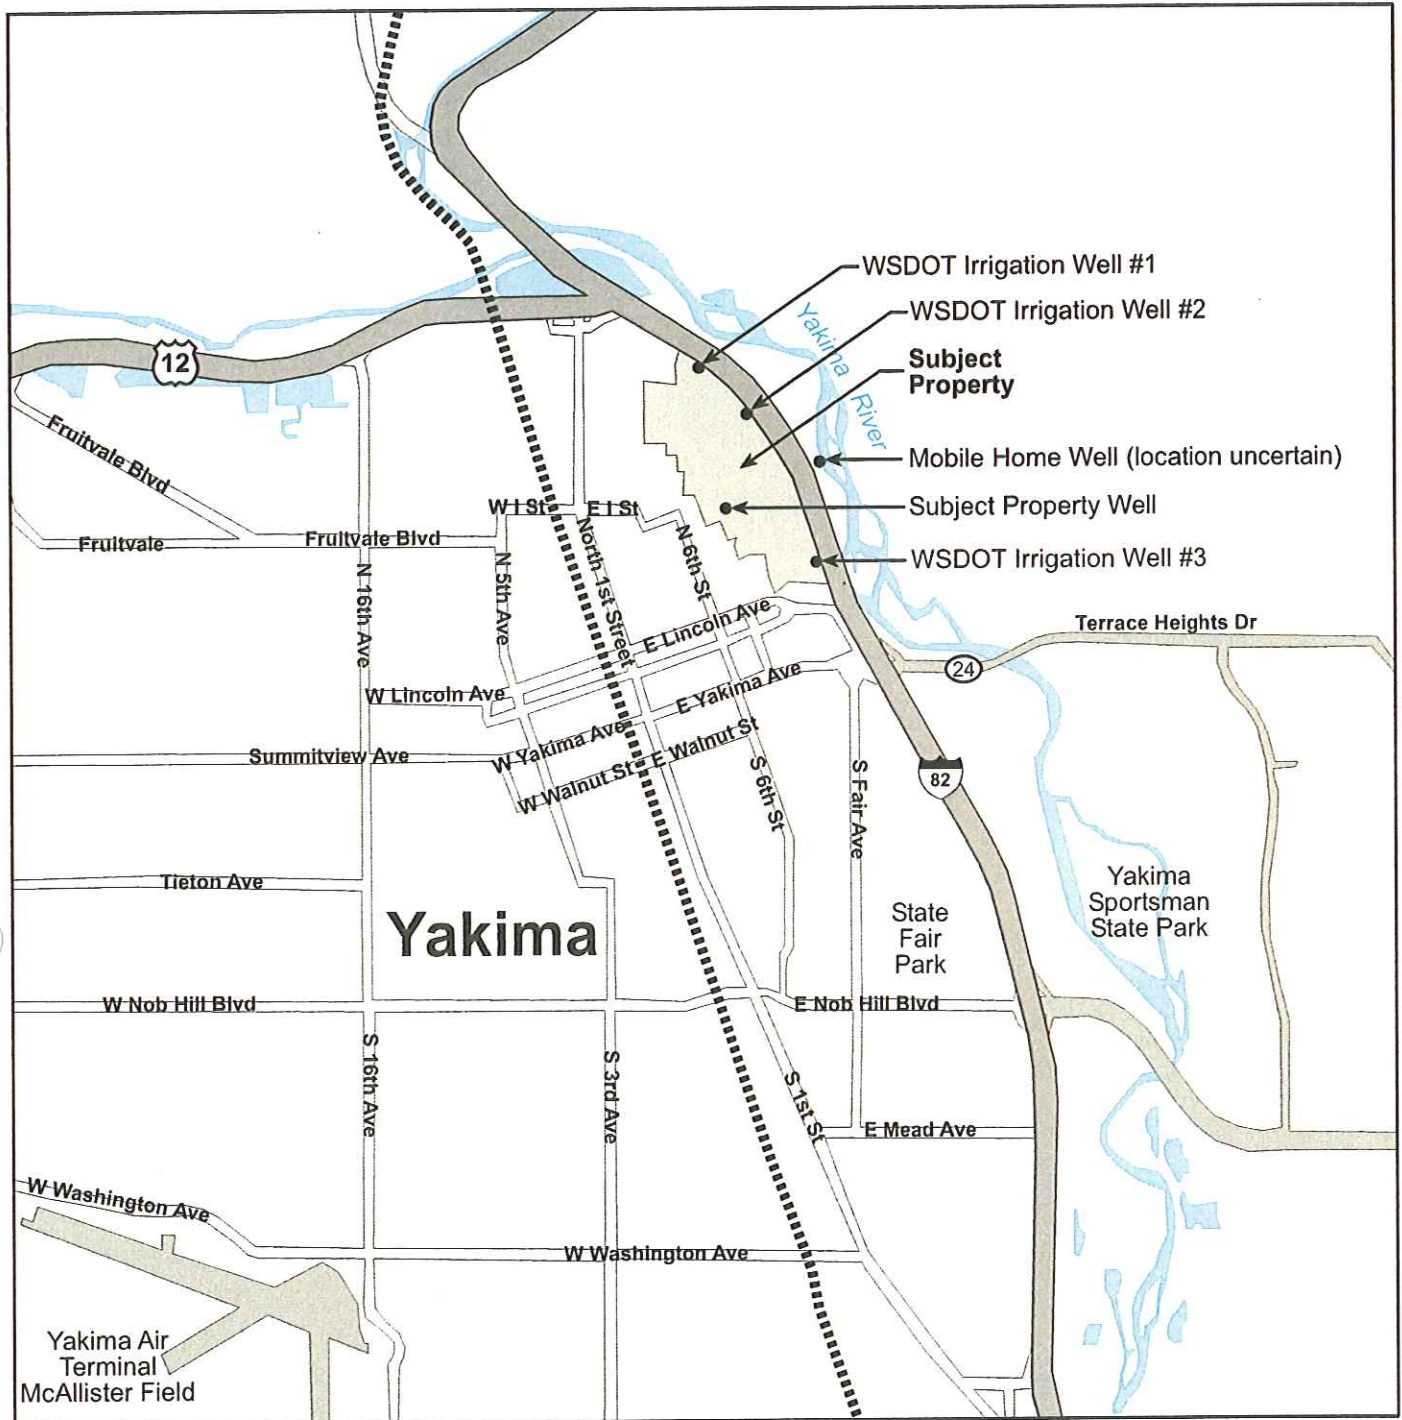 WSDOT Irrigation Well #1
WSDOT Irrigation Well #2
Yakima River
Subject
Property
12
Mobile Home Well (location uncertain)
Fruitvale Blvd
Subject Property Well
W I St
E I St
Fruitvale
Fruitvale Blvd
WSDOT Irrigation Well #3
N 16th Ave
N 5th Ave
North 1st Street
N 6th St
E Lincoln Ave
Terrace Heights Dr
24
W Lincoln Ave
E Yakima Ave
Summitview Ave
W Yakima Ave
E Walnut St
W Walnut St
S 6th St
S Fair Ave
82
Tieton Ave
Yakima
State
Fair
Park
Yakima
Sportsman
State Park
W Nob Hill Blvd
E Nob Hill Blvd
S 16th Ave
S 3rd Ave
S 1st St
E Mead Ave
W Washington Ave
W Washington Ave
Yakima Air
Terminal
McAllister Field